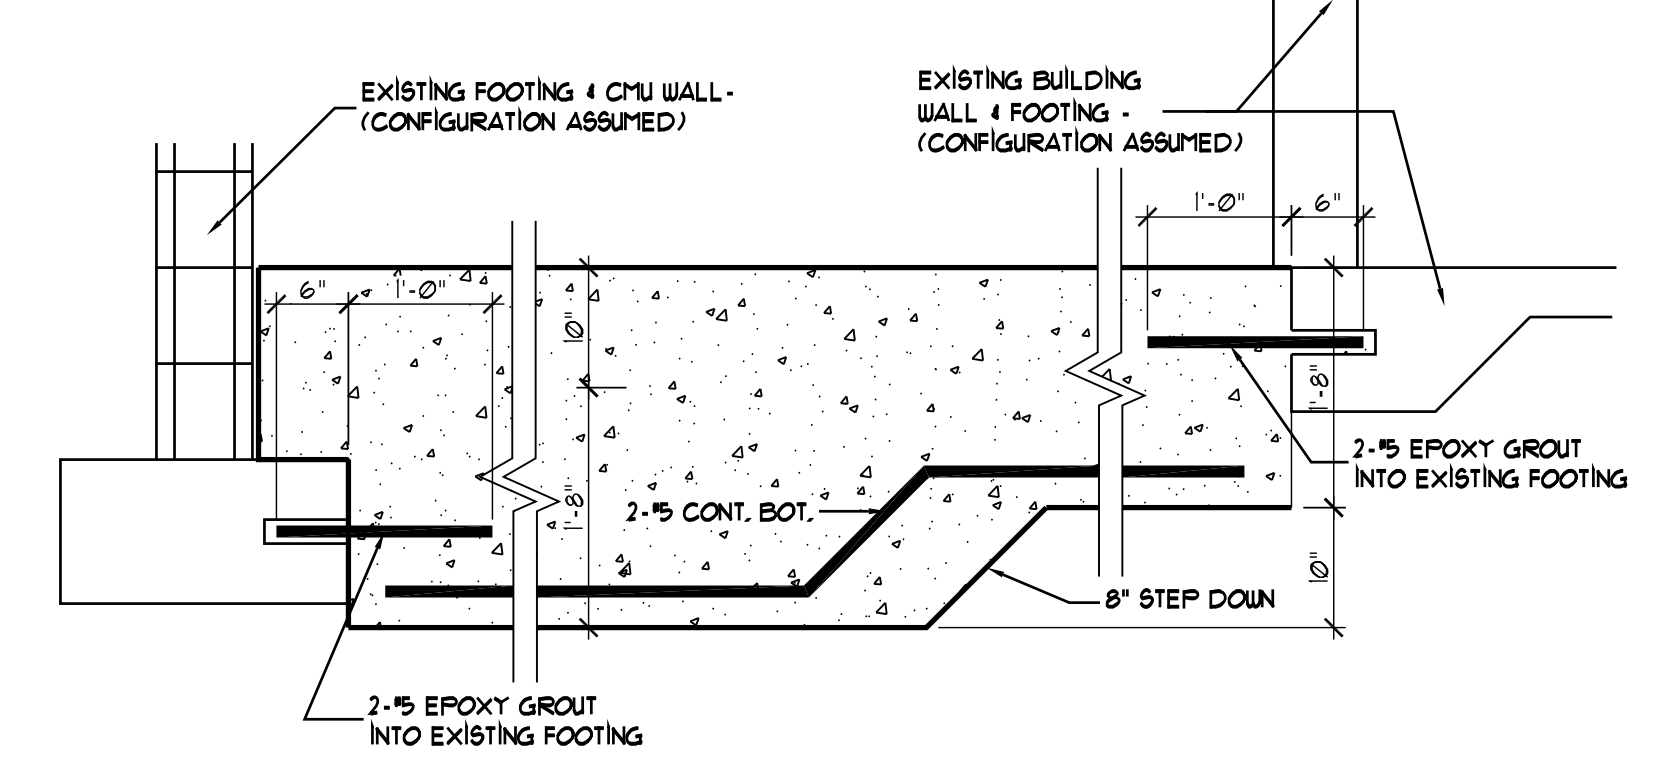 EXISTING FOOTING & CMU WALL-
(CONFIGURATION ASSUMED)
EXISTING BUILDING
WALL & FOOTING -
(CONFIGURATION ASSUMED)
1'-0"
6"
6"
1'-0"
10"
1'-8"
1'-8"
2-#5 EPOXY GROUT
INTO EXISTING FOOTING
2-#5 CONT. BOT.
10"
8" STEP DOWN
2-#5 EPOXY GROUT
INTO EXISTING FOOTING